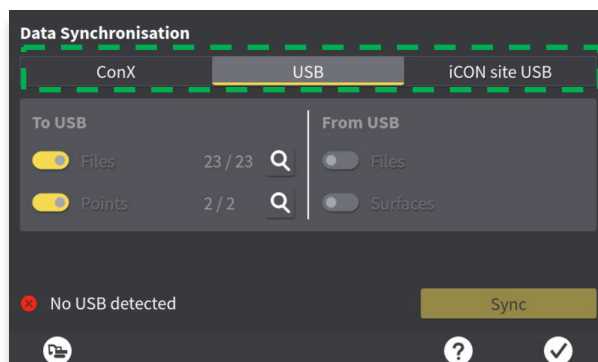 Data Synchronisation
ConX USB iCON site USB
To USB From USB
Files 23 / 23 Files
Points 2 / 2 Surfaces
No USB detected Sync
?